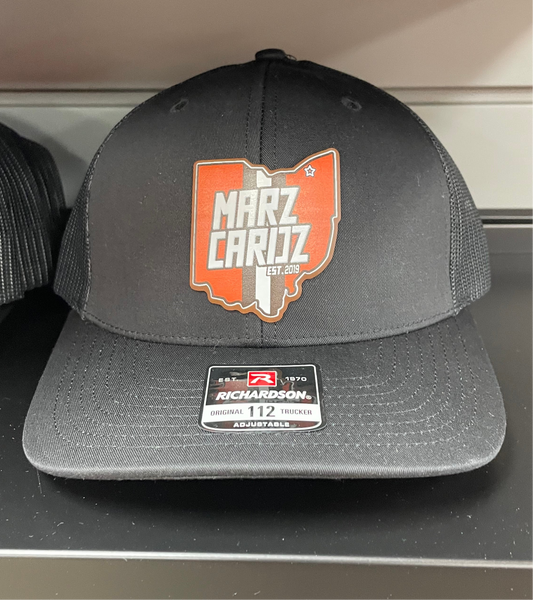 MARZ
CARDZ
EST. 2019
EST. R 1970
RICHARDSON®
ORIGINAL 112 TRUCKER
ADJUSTABLE